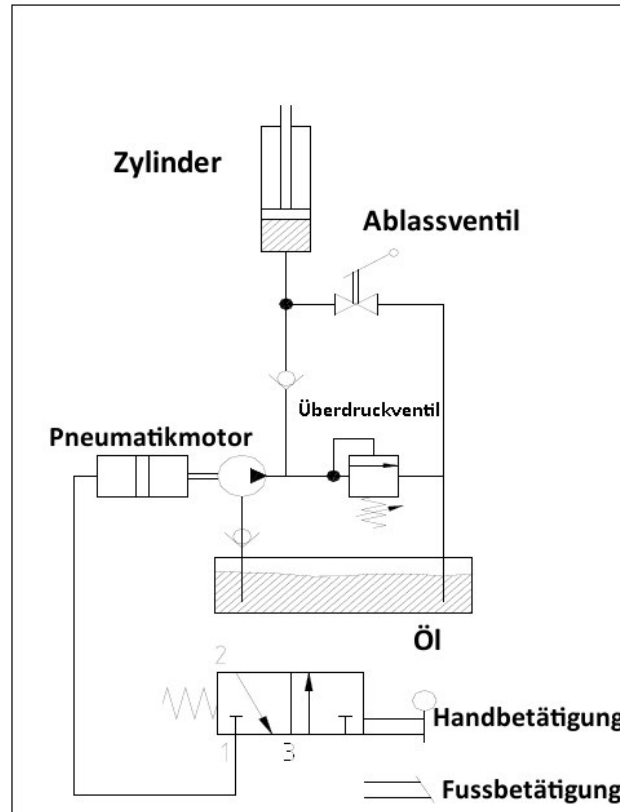 Zylinder
Ablassventil
Überdruckventil
Pneumatikmotor
Öl
2
1
3
Handbetätigung
Fussbetätigung